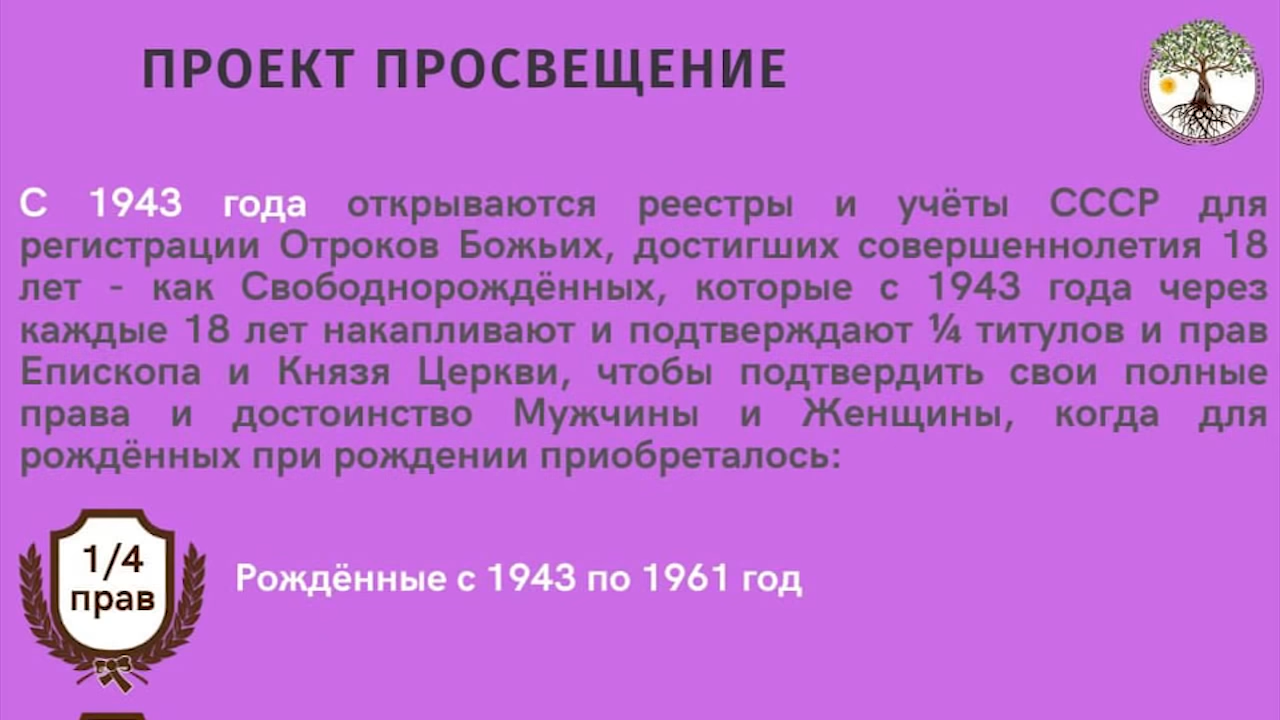 ПРОЕКТ ПРОСВЕЩЕНИЕ
С 1943 года открываются реестры и учёты СССР для
регистрации Отроков Божьих, достигших совершеннолетия 18
лет - как Свободнорождённых, которые с 1943 года через
каждые 18 лет накапливают и подтверждают ¼ титулов и прав
Епископа и Князя Церкви, чтобы подтвердить свои полные
права и достоинство Мужчины и Женщины, когда для
рождённых при рождении приобреталось:
1/4
прав
Рождённые с 1943 по 1961 год